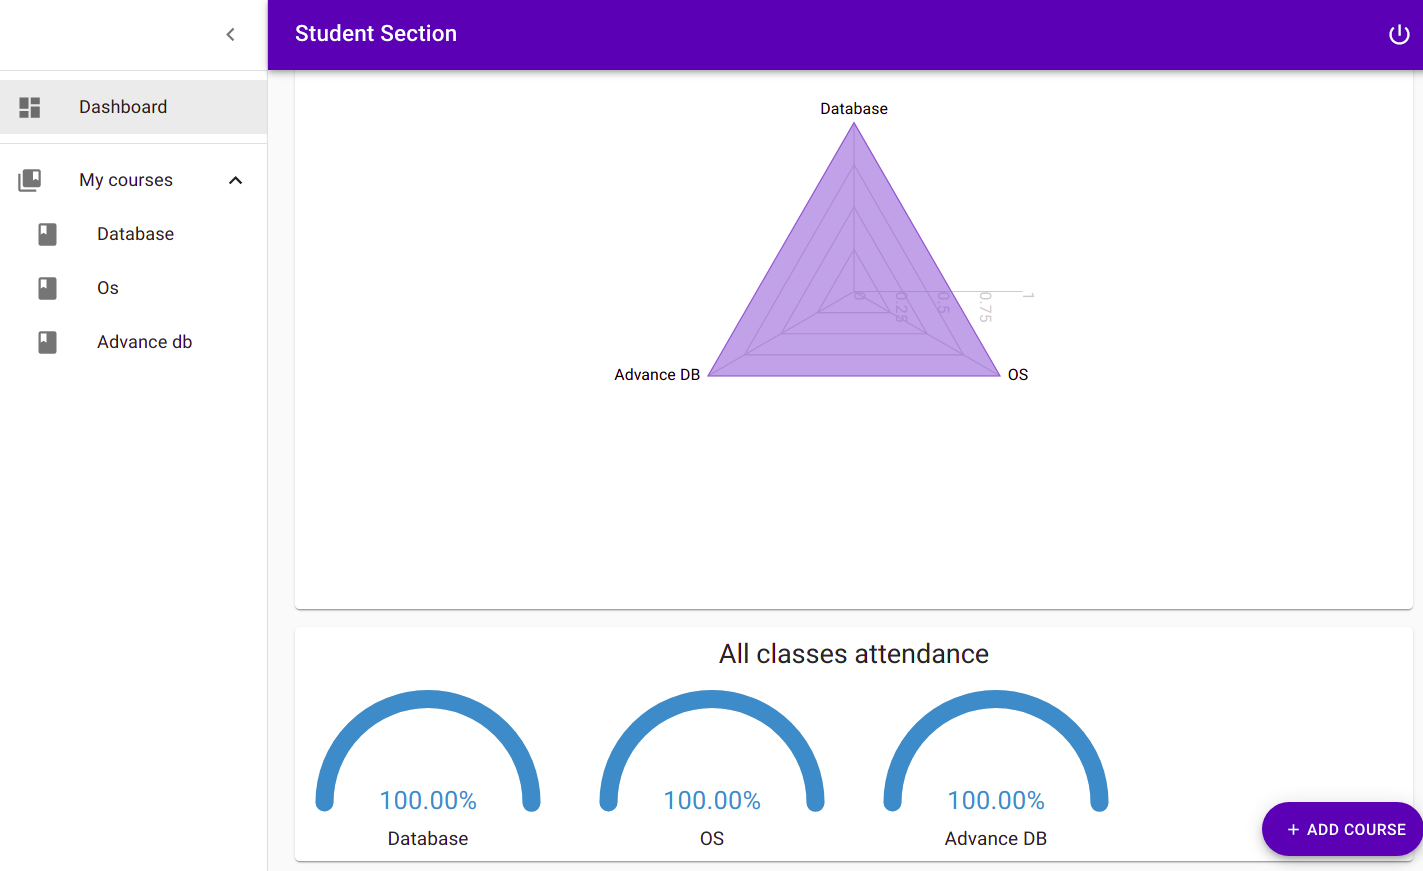 Student Section
Dashboard
My courses
Database
Os
Advance db
Database
0
0.25
0.5
0.75
1
Advance DB
OS
All classes attendance
100.00%
100.00%
100.00%
Database
OS
Advance DB
+ ADD COURSE